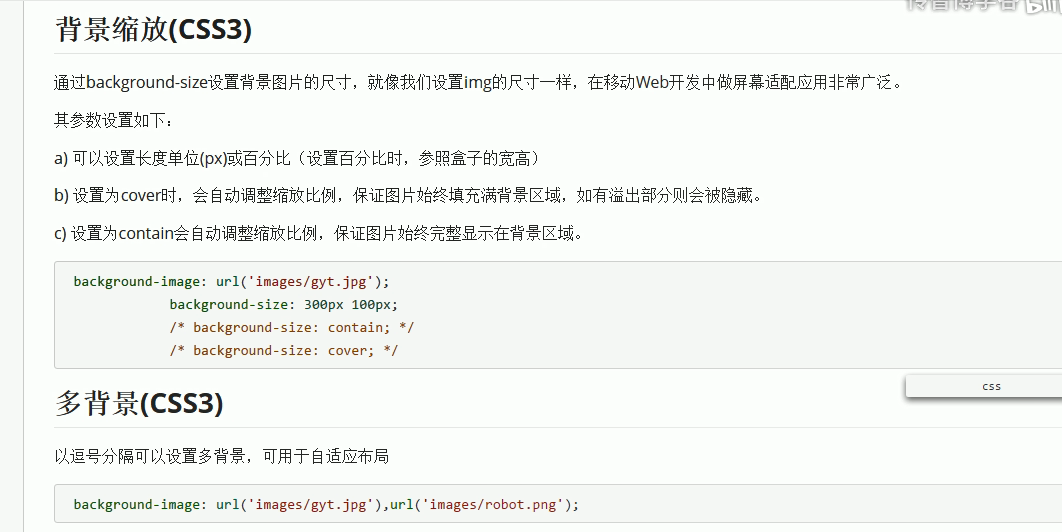 背景缩放(CSS3)
通过background-size设置背景图片的尺寸，就像我们设置img的尺寸一样，在移动Web开发中做屏幕适配应用非常广泛。
其参数设置如下：
a) 可以设置长度单位(px)或百分比（设置百分比时，参照盒子的宽高）
b) 设置为cover时，会自动调整缩放比例，保证图片始终填充满背景区域，如有溢出部分则会被隐藏。
c) 设置为contain会自动调整缩放比例，保证图片始终完整显示在背景区域。
background-image: url('images/gyt.jpg');
background-size: 300px 100px;
/* background-size: contain; */
/* background-size: cover; */
css
多背景(CSS3)
以逗号分隔可以设置多背景，可用于自适应布局
background-image: url('images/gyt.jpg'),url('images/robot.png');